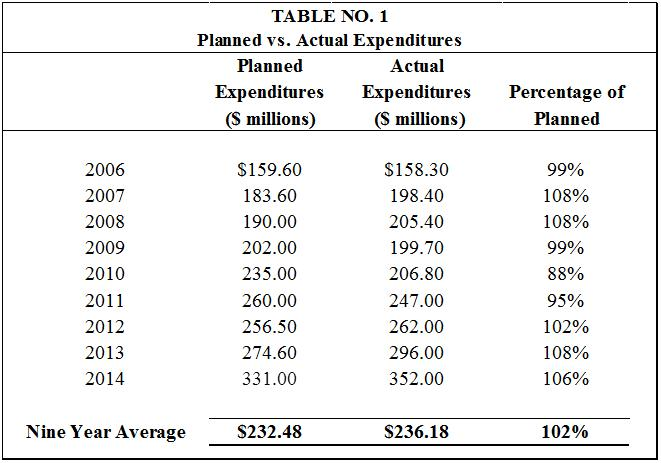 TABLE NO. 1
Planned vs. Actual Expenditures
Planned Expenditures ($ millions) Actual Expenditures ($ millions) Percentage of Planned
2006 $159.60 $158.30 99%
2007 183.60 198.40 108%
2008 190.00 205.40 108%
2009 202.00 199.70 99%
2010 235.00 206.80 88%
2011 260.00 247.00 95%
2012 256.50 262.00 102%
2013 274.60 296.00 108%
2014 331.00 352.00 106%
Nine Year Average $232.48 $236.18 102%